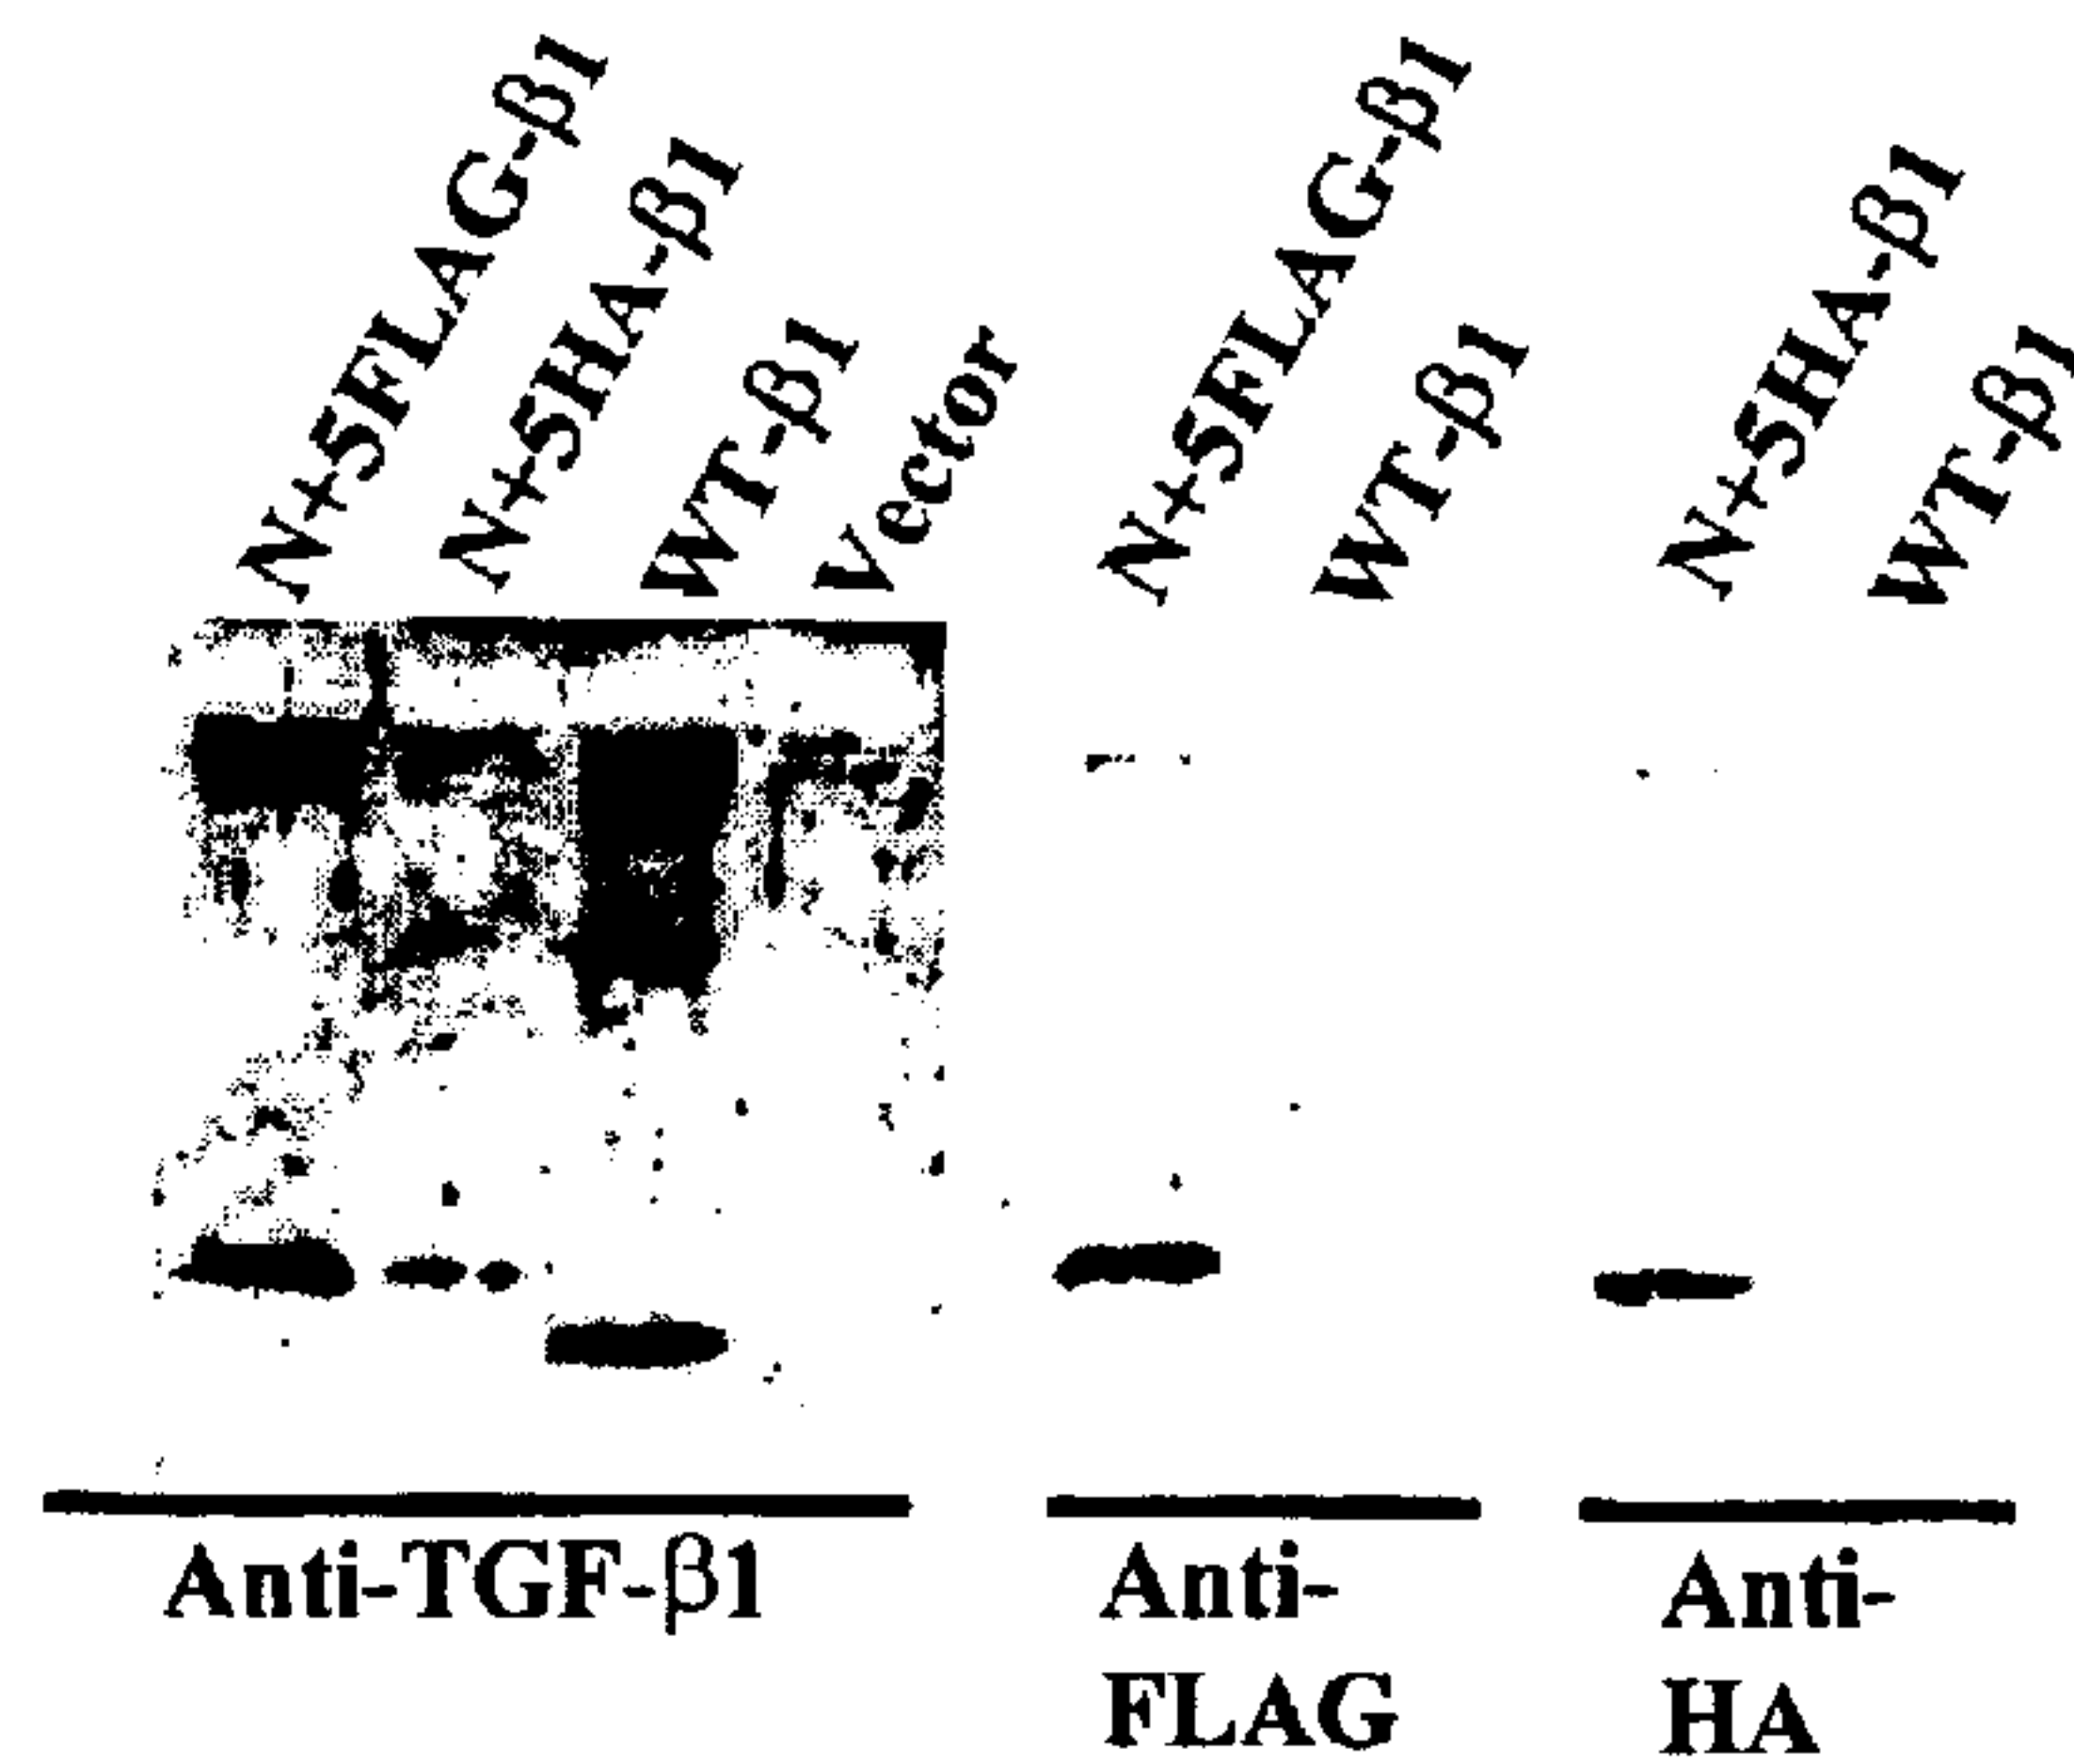 N+5FLAG-β1
N+5HA-β1
WT-β1
Vector
N+5FLAG-β1
WT-β1
N+5HA-β1
WT-β1
Anti-TGF-β1
Anti-
FLAG
Anti-
HA